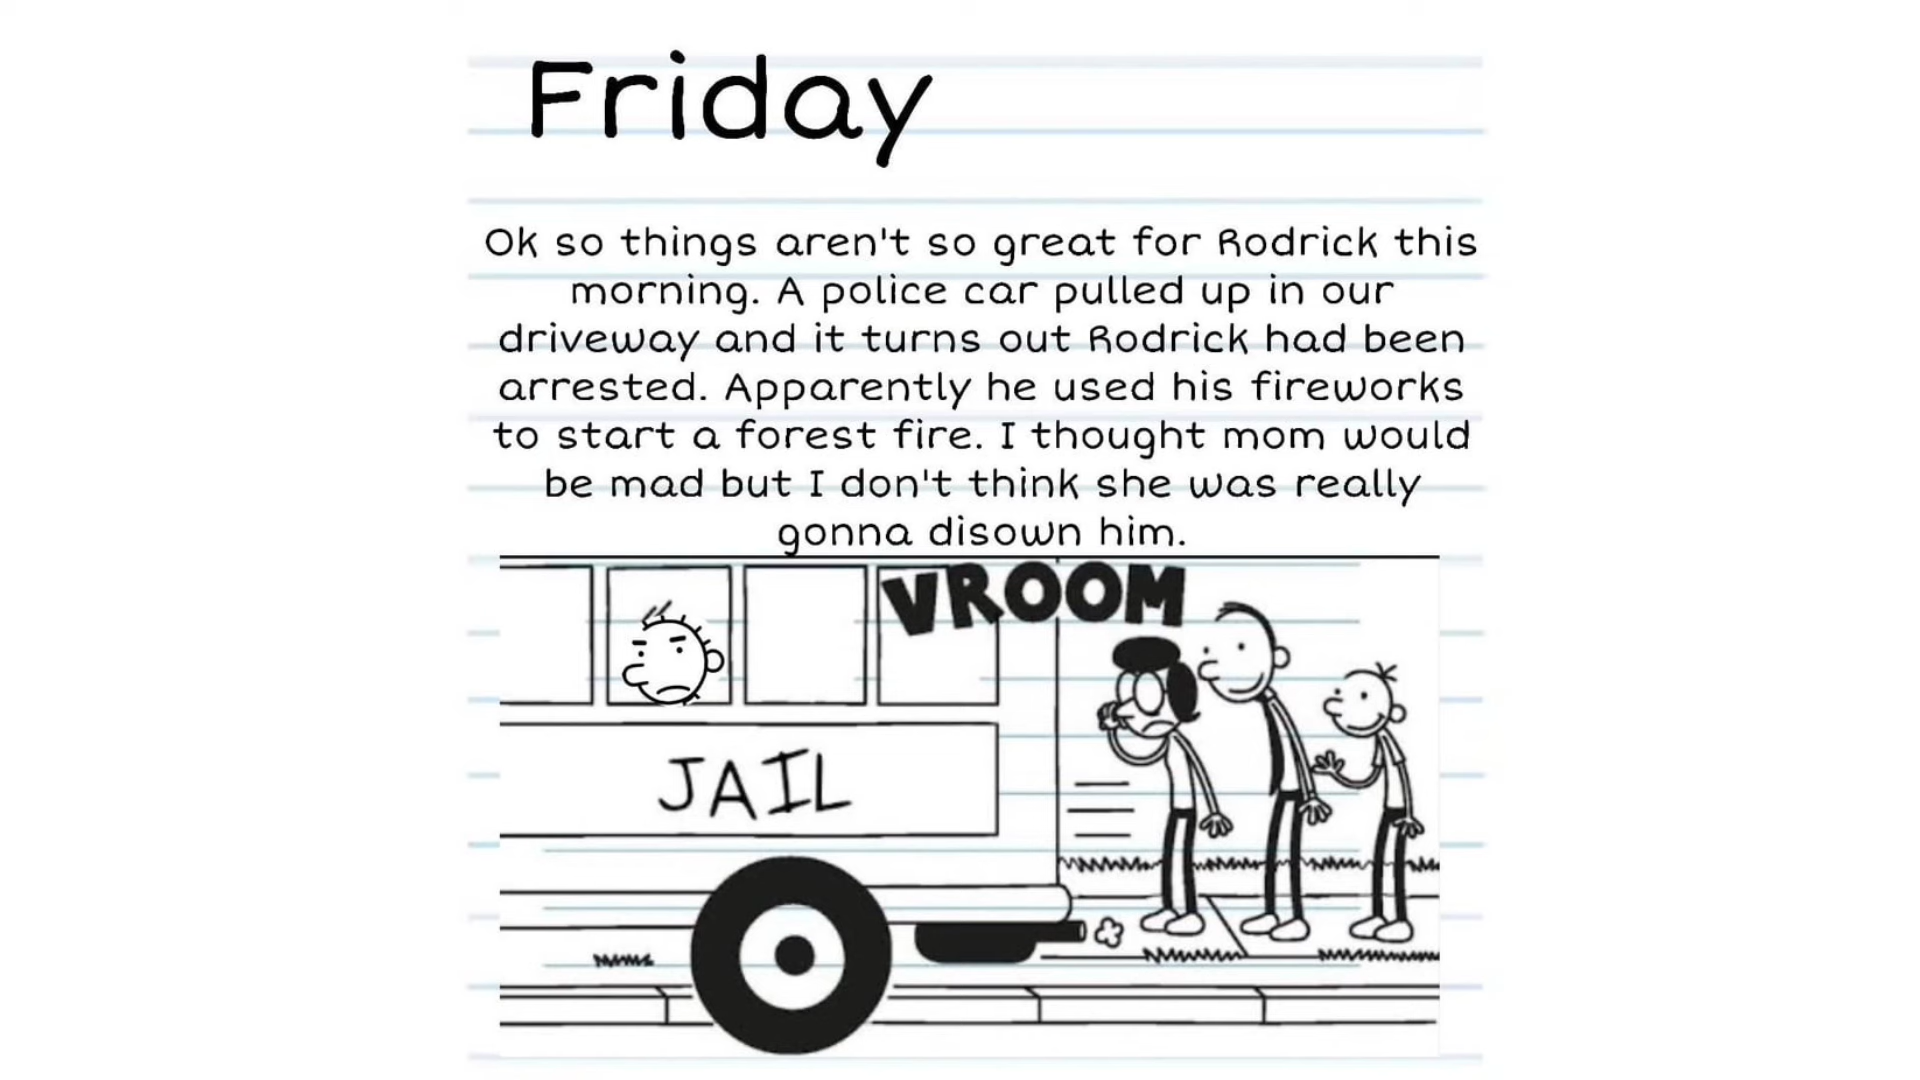 Friday
Ok so things aren't so great for Rodrick this
morning. A police car pulled up in our
driveway and it turns out Rodrick had been
arrested. Apparently he used his fireworks
to start a forest fire. I thought mom would
be mad but I don't think she was really
gonna disown him.
VROOM
JAIL